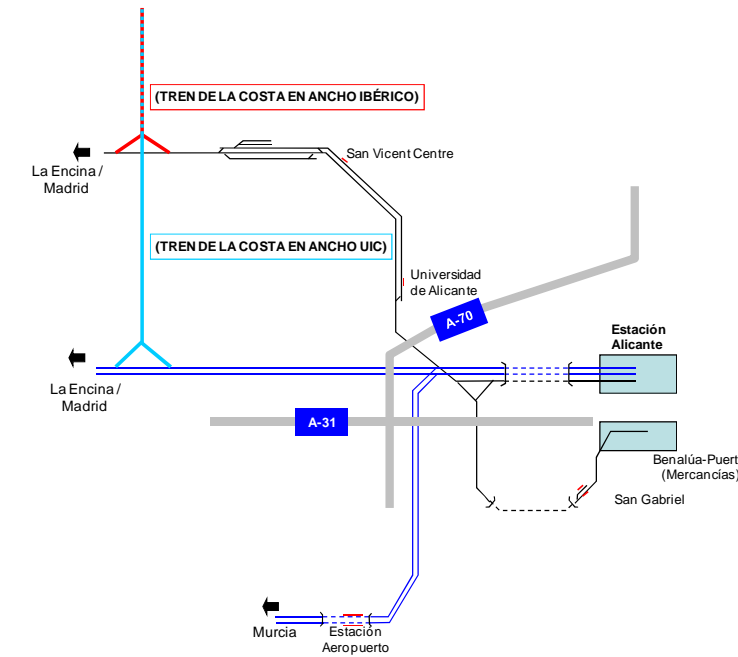 (TREN DE LA COSTA EN ANCHO IBÉRICO)
San Vicent Centre
La Encina /
Madrid
(TREN DE LA COSTA EN ANCHO UIC)
Universidad
de Alicante
A-70
Estación
Alicante
La Encina /
Madrid
A-31
Benalúa-Puert
(Mercancías)
San Gabriel
Murcia
Estación
Aeropuerto